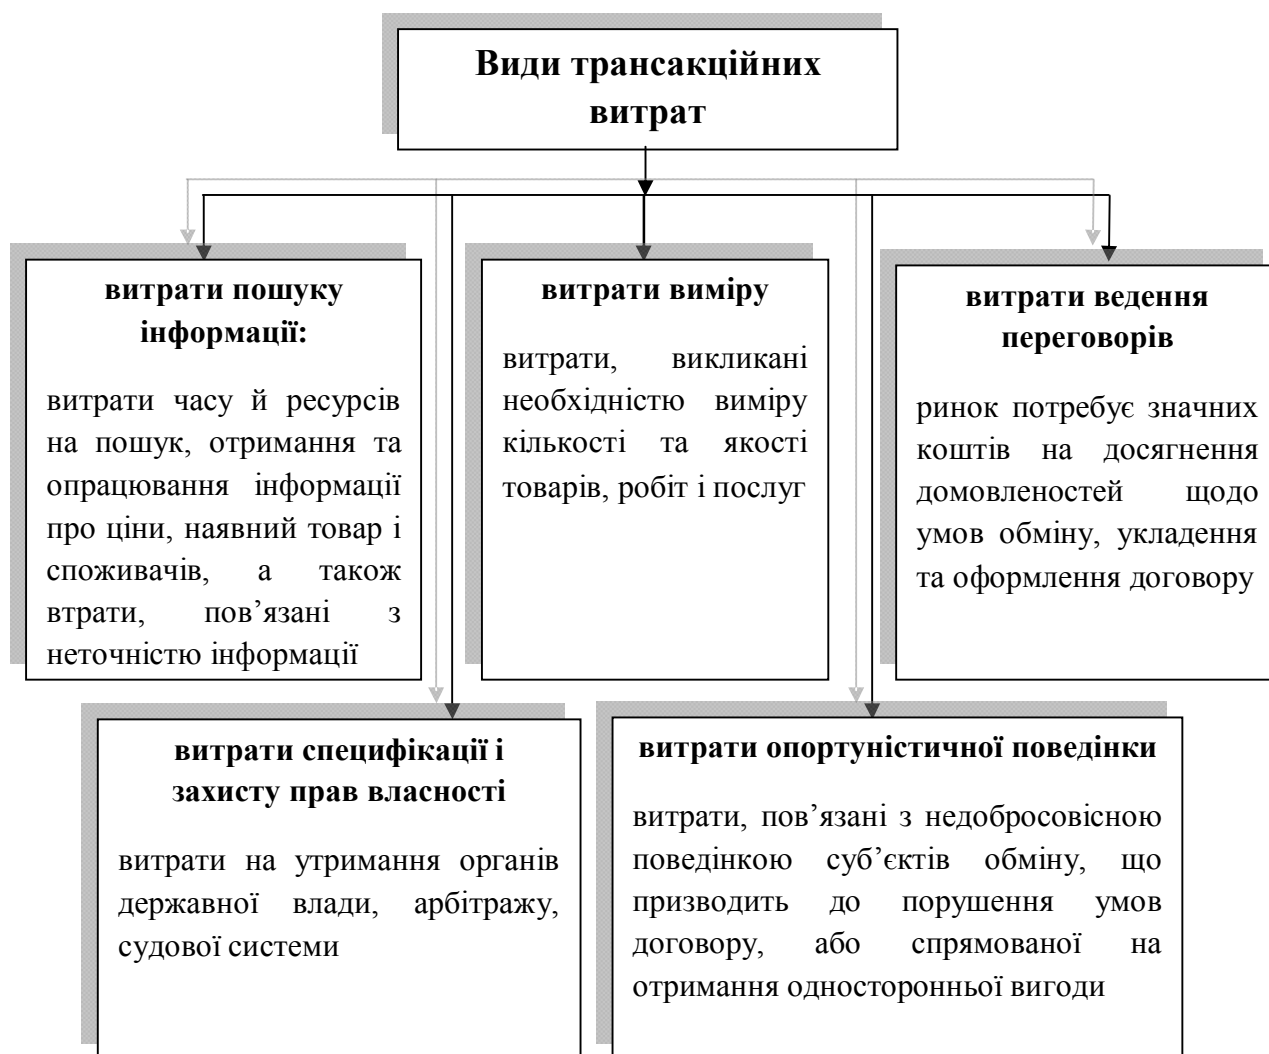 Види трансакційних
витрат
витрати пошуку
інформації:
витрати часу й ресурсів
на пошук, отримання та
опрацювання інформації
про ціни, наявний товар і
споживачів, а також
втрати, пов’язані з
неточністю інформації
витрати виміру
витрати, викликані
необхідністю виміру
кількості та якості
товарів, робіт і послуг
витрати ведення
переговорів
ринок потребує значних
коштів на досягнення
домовленостей щодо
умов обміну, укладення
та оформлення договору
витрати специфікації і
захисту прав власності
витрати на утримання органів
державної влади, арбітражу,
судової системи
витрати опортуністичної поведінки
витрати, пов’язані з недобросовісною
поведінкою суб’єктів обміну, що
призводить до порушення умов
договору, або спрямованої на
отримання односторонньої вигоди